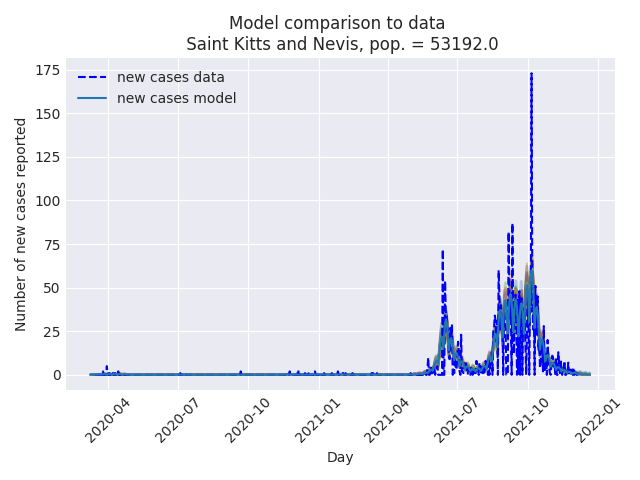 Model comparison to data
Saint Kitts and Nevis, pop. = 53192.0
new cases data
new cases model
Number of new cases reported
175
150
125
100
75
50
25
0
2020-04
2020-07
2020-10
2021-01
2021-04
2021-07
2021-10
2022-01
Day